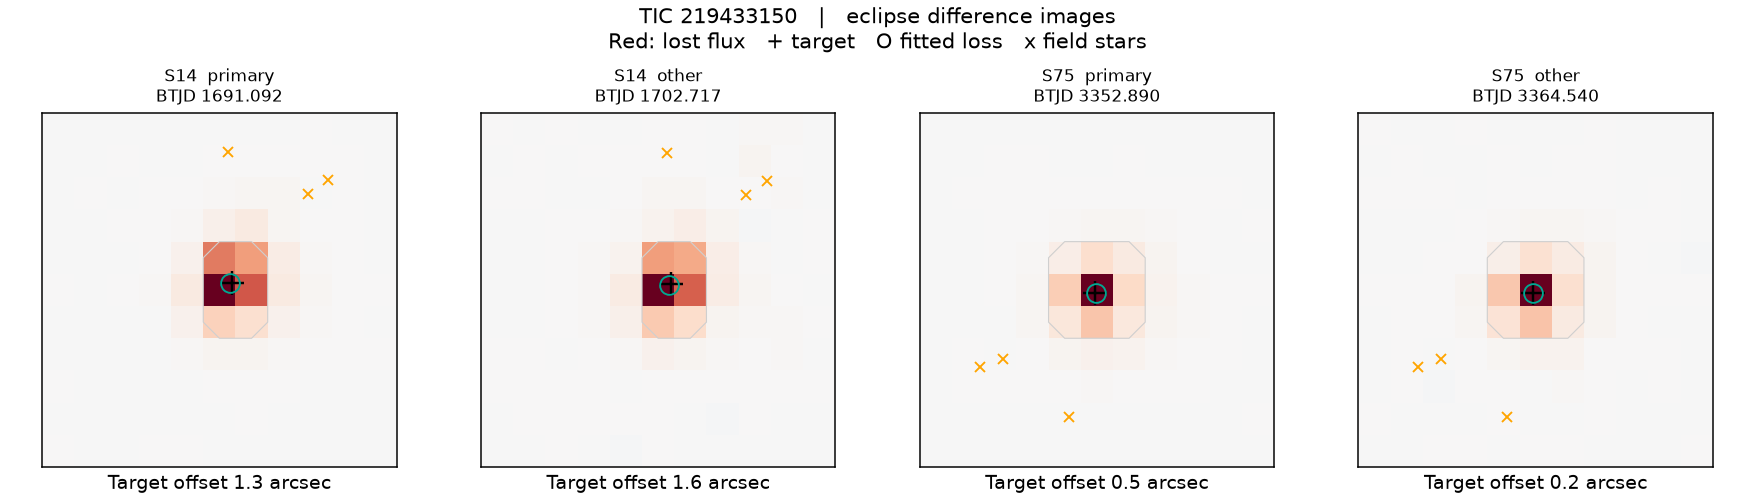 TIC 219433150   |   eclipse difference images
Red: lost flux   + target   O fitted loss   x field stars
S14  primary
BTJD 1691.092
S14  other
BTJD 1702.717
S75  primary
BTJD 3352.890
S75  other
BTJD 3364.540
Target offset 1.3 arcsec
Target offset 1.6 arcsec
Target offset 0.5 arcsec
Target offset 0.2 arcsec